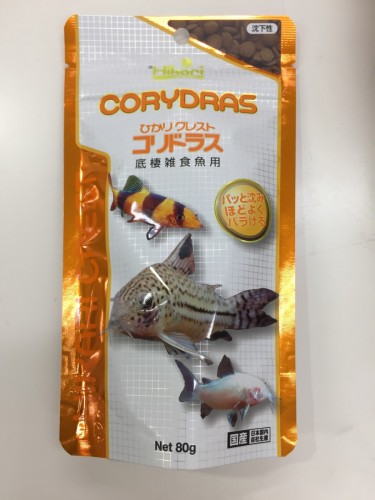 沈下性
Hikari
CORYDRAS
ひかりクレスト
コリドラス
底棲雑食魚用
パッと沈み
ほどよく
バラける
Net 80g
国産